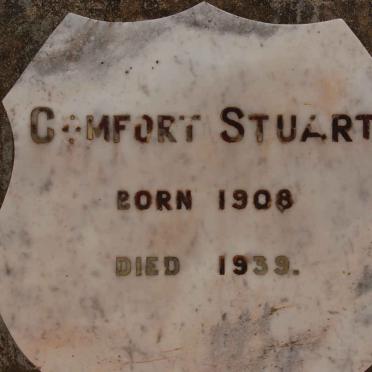 COMFORT STUART
BORN 1908
DIED 1939.